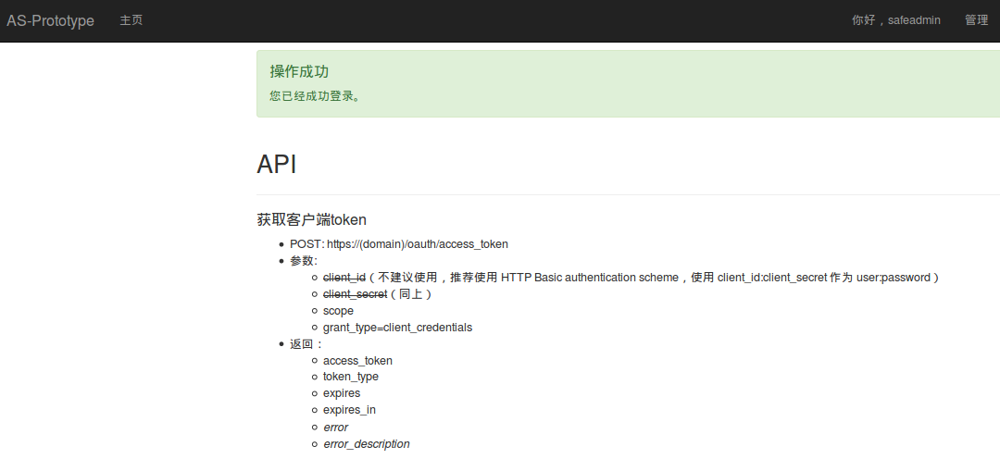 AS-Prototype 主页 你好，safeadmin 管理
操作成功
您已经成功登录。
API
获取客户端token
POST: https://(domain)/oauth/access_token
参数:
client_id（不建议使用，推荐使用 HTTP Basic authentication scheme，使用 client_id:client_secret 作为 user:password）
client_secret（同上）
scope
grant_type=client_credentials
返回：
access_token
token_type
expires
expires_in
error
error_description